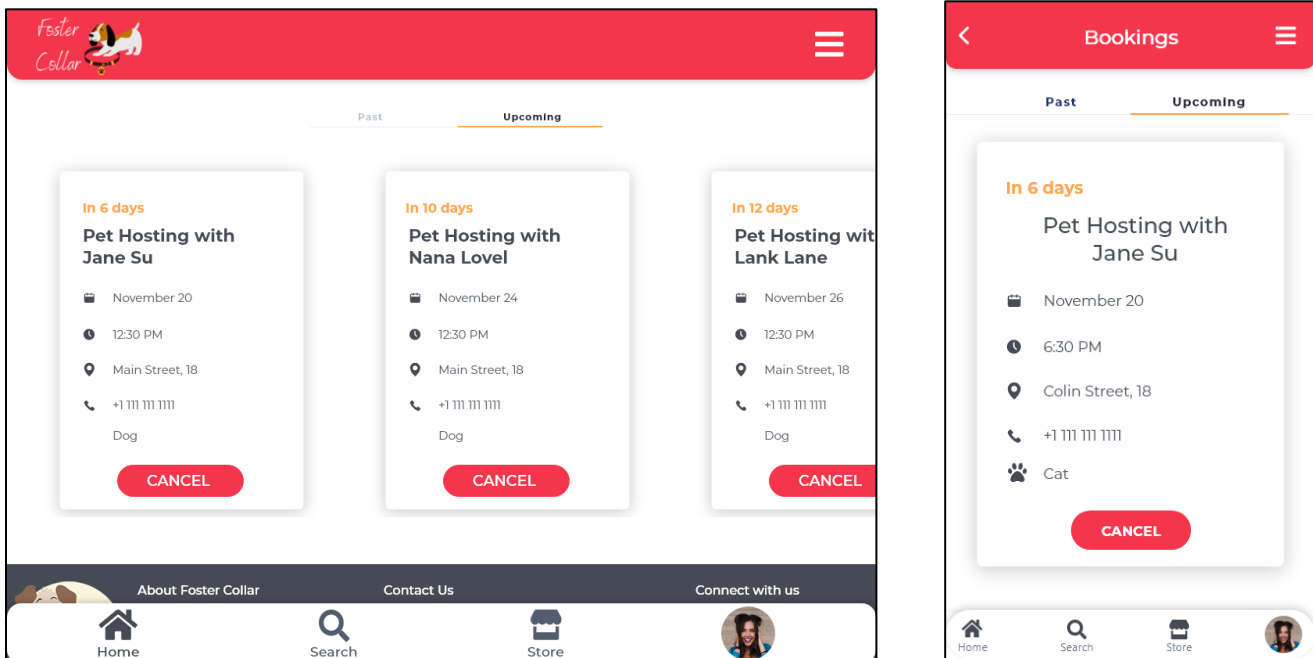 Foster
Collar
Past
Upcoming
In 6 days
Pet Hosting with
Jane Su
November 20
12:30 PM
Main Street, 18
+1 111 111 1111
Dog
CANCEL
In 10 days
Pet Hosting with
Nana Lovel
November 24
12:30 PM
Main Street, 18
+1 111 111 1111
Dog
CANCEL
In 12 days
Pet Hosting wit
Lank Lane
November 26
12:30 PM
Main Street, 18
+1 111 111 1111
Dog
CANCEL
About Foster Collar
Contact Us
Connect with us
Home
Search
Store
Bookings
Past
Upcoming
In 6 days
Pet Hosting with
Jane Su
November 20
6:30 PM
Colin Street, 18
+1 111 111 1111
Cat
CANCEL
Home
Search
Store